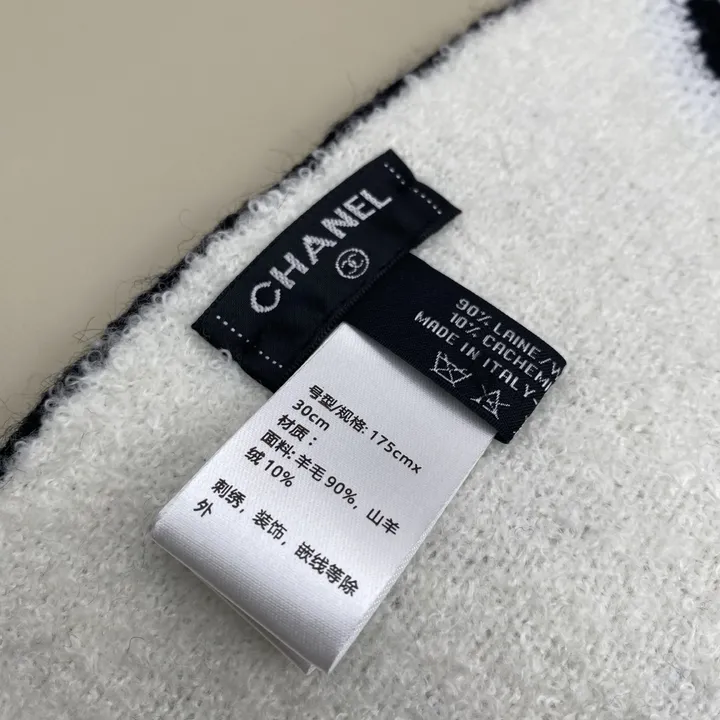 CHANEL
90% LAINE/W
10% CACHEM
MADE IN ITALY
号型/规格: 175cmx
30cm
材质：
面料: 羊毛 90%，山羊
绒 10%
刺绣，装饰，嵌线等除
外